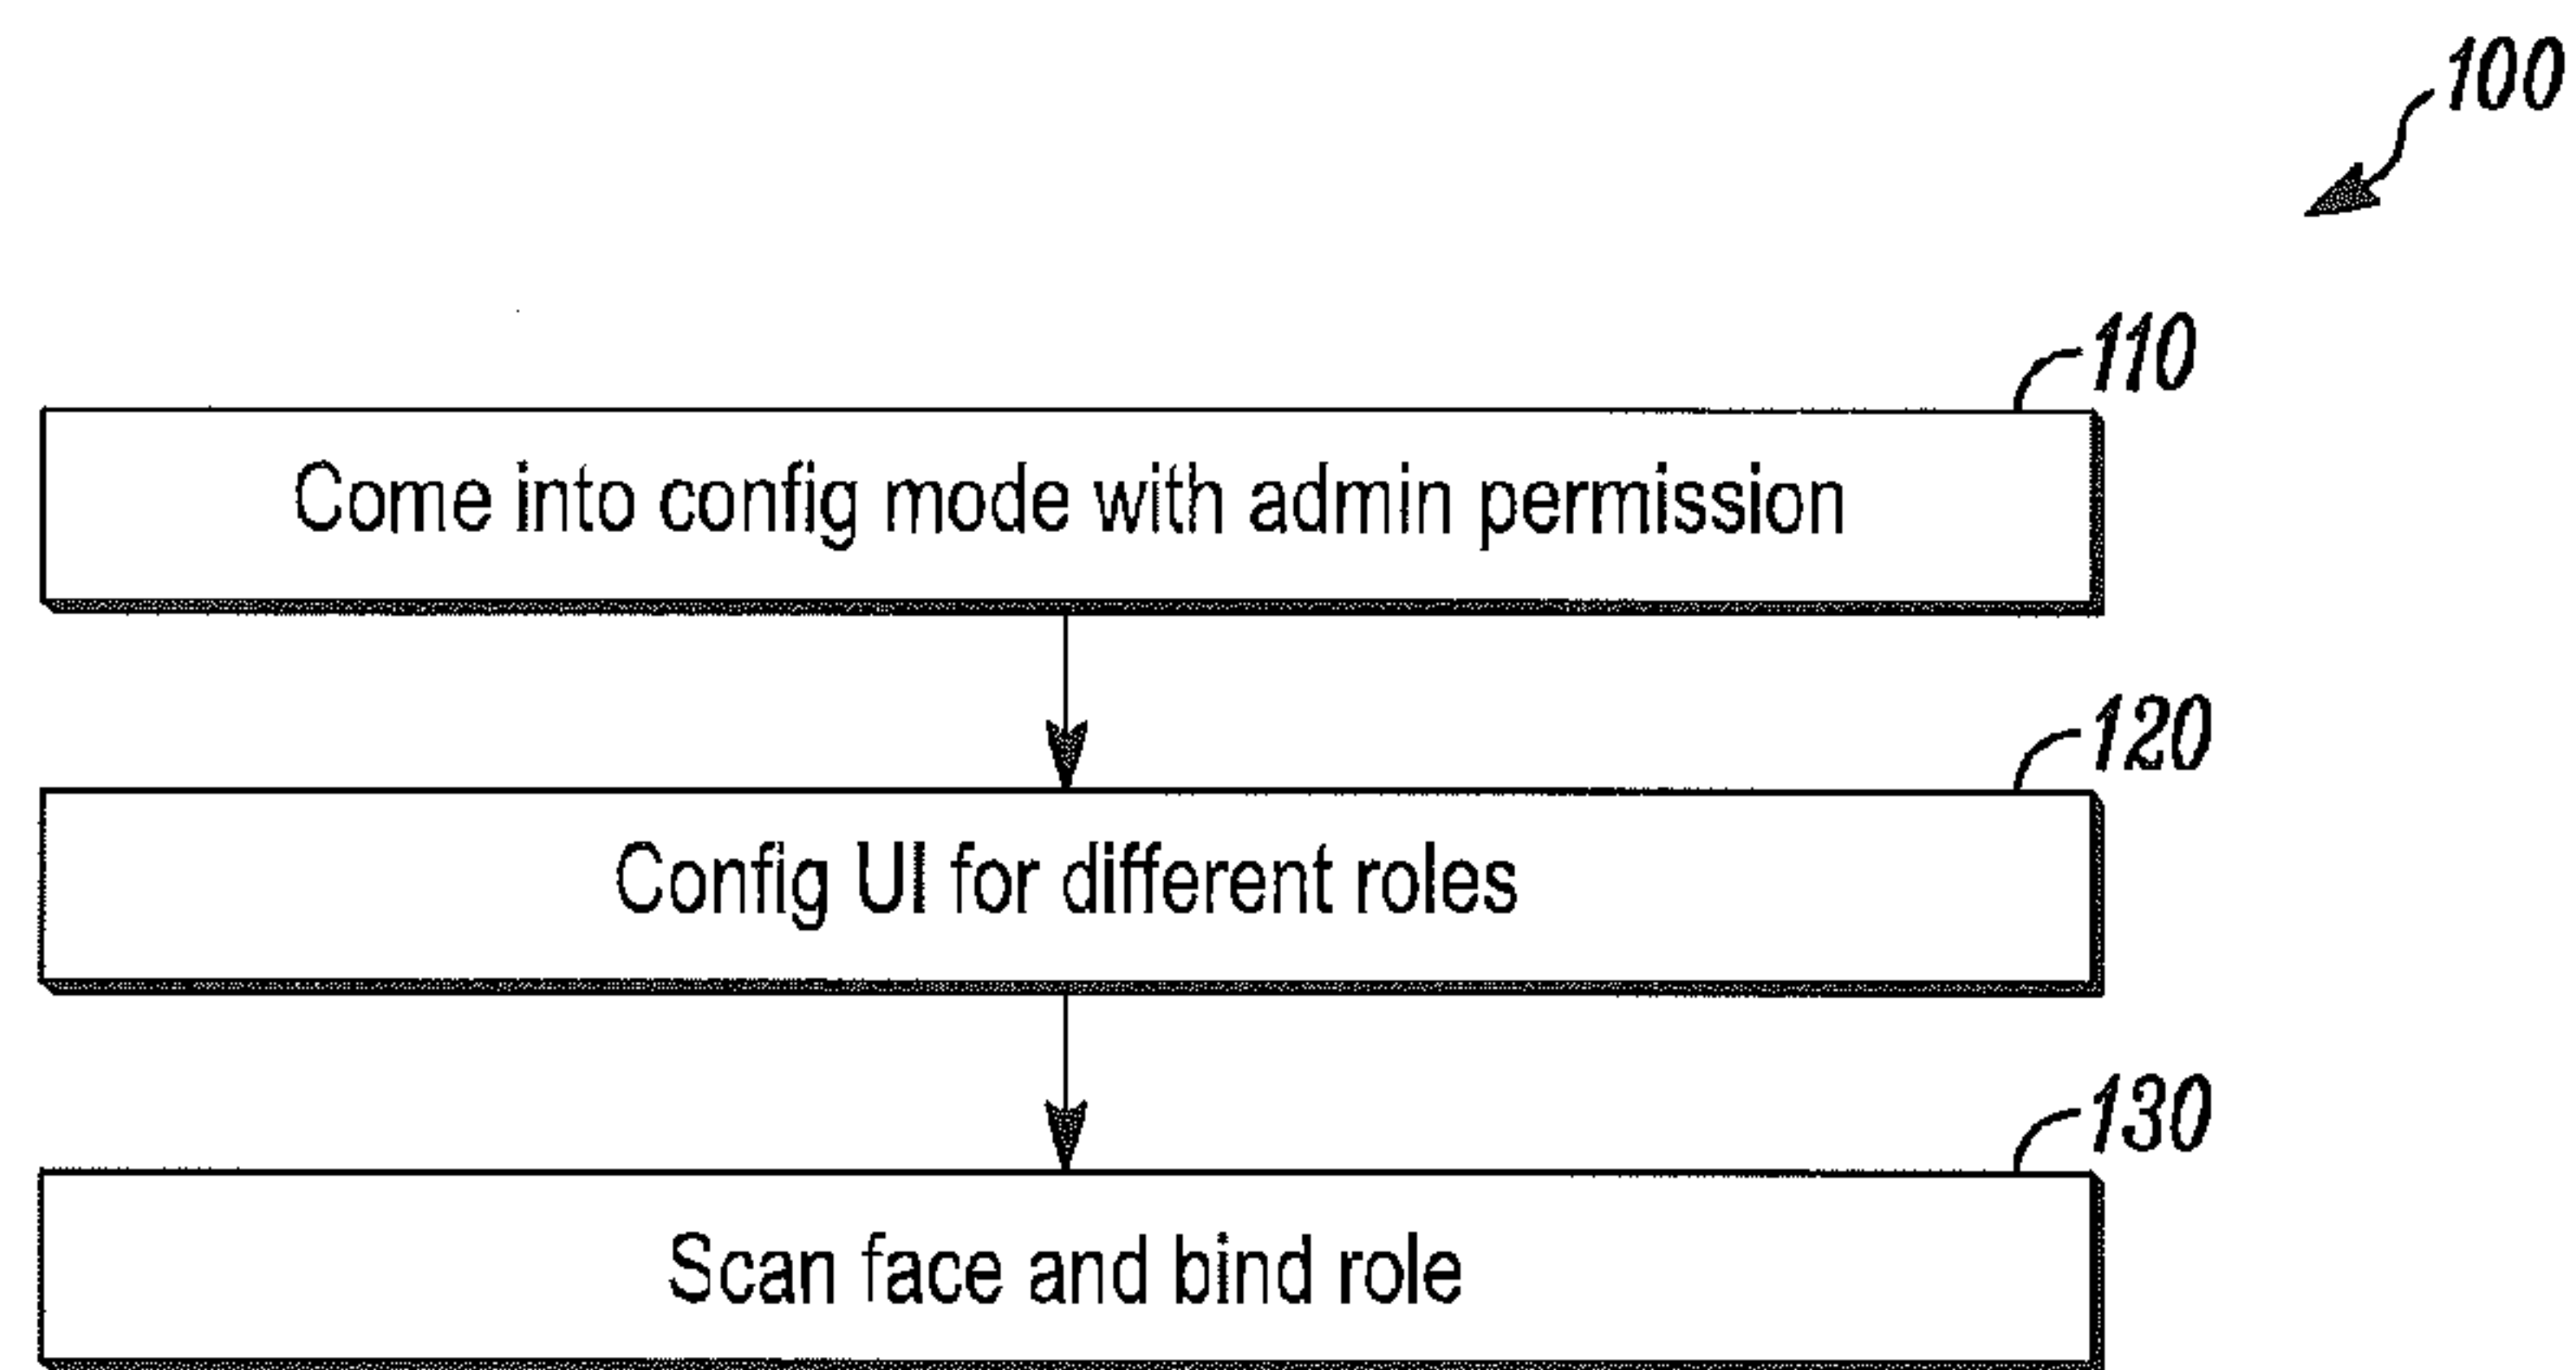 100
110
Come into config mode with admin permission
120
Config UI for different roles
130
Scan face and bind role